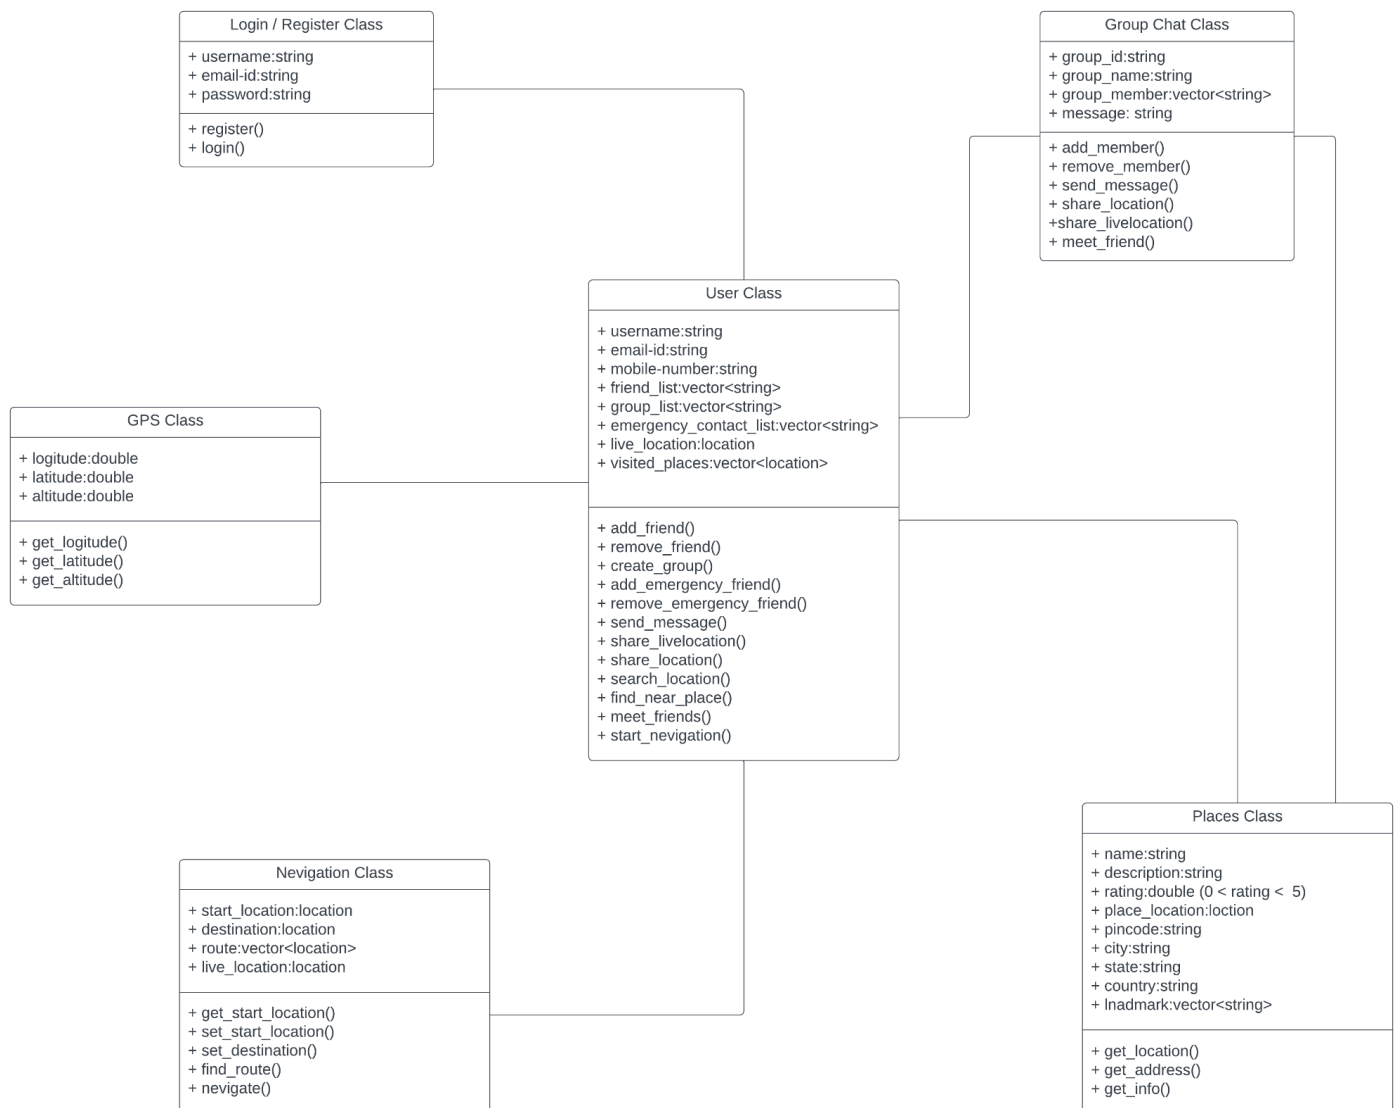 Login / Register Class
+ username:string
+ email-id:string
+ password:string
+ register()
+ login()
Group Chat Class
+ group_id:string
+ group_name:string
+ group_member:vector<string>
+ message: string
+ add_member()
+ remove_member()
+ send_message()
+ share_location()
+share_livelocation()
+ meet_friend()
User Class
+ username:string
+ email-id:string
+ mobile-number:string
+ friend_list:vector<string>
+ group_list:vector<string>
+ emergency_contact_list:vector<string>
+ live_location:location
+ visited_places:vector<location>
+ add_friend()
+ remove_friend()
+ create_group()
+ add_emergency_friend()
+ remove_emergency_friend()
+ send_message()
+ share_livelocation()
+ share_location()
+ search_location()
+ find_near_place()
+ meet_friends()
+ start_nevigation()
GPS Class
+ logitude:double
+ latitude:double
+ altitude:double
+ get_logitude()
+ get_latitude()
+ get_altitude()
Nevigation Class
+ start_location:location
+ destination:location
+ route:vector<location>
+ live_location:location
+ get_start_location()
+ set_start_location()
+ set_destination()
+ find_route()
+ nevigate()
Places Class
+ name:string
+ description:string
+ rating:double (0 < rating <  5)
+ place_location:loction
+ pincode:string
+ city:string
+ state:string
+ country:string
+ lnadmark:vector<string>
+ get_location()
+ get_address()
+ get_info()